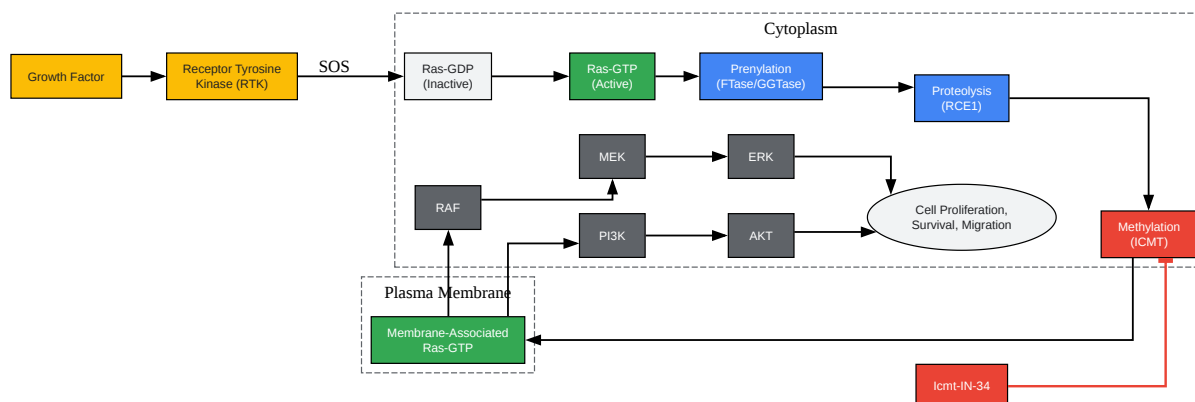 Cytoplasm
Growth Factor
Receptor Tyrosine
Kinase (RTK)
SOS
Ras-GDP
(Inactive)
Ras-GTP
(Active)
Prenylation
(FTase/GGTase)
Proteolysis
(RCE1)
MEK
ERK
RAF
PI3K
AKT
Cell Proliferation,
Survival, Migration
Methylation
(ICMT)
Plasma Membrane
Membrane-Associated
Ras-GTP
Icmt-IN-34